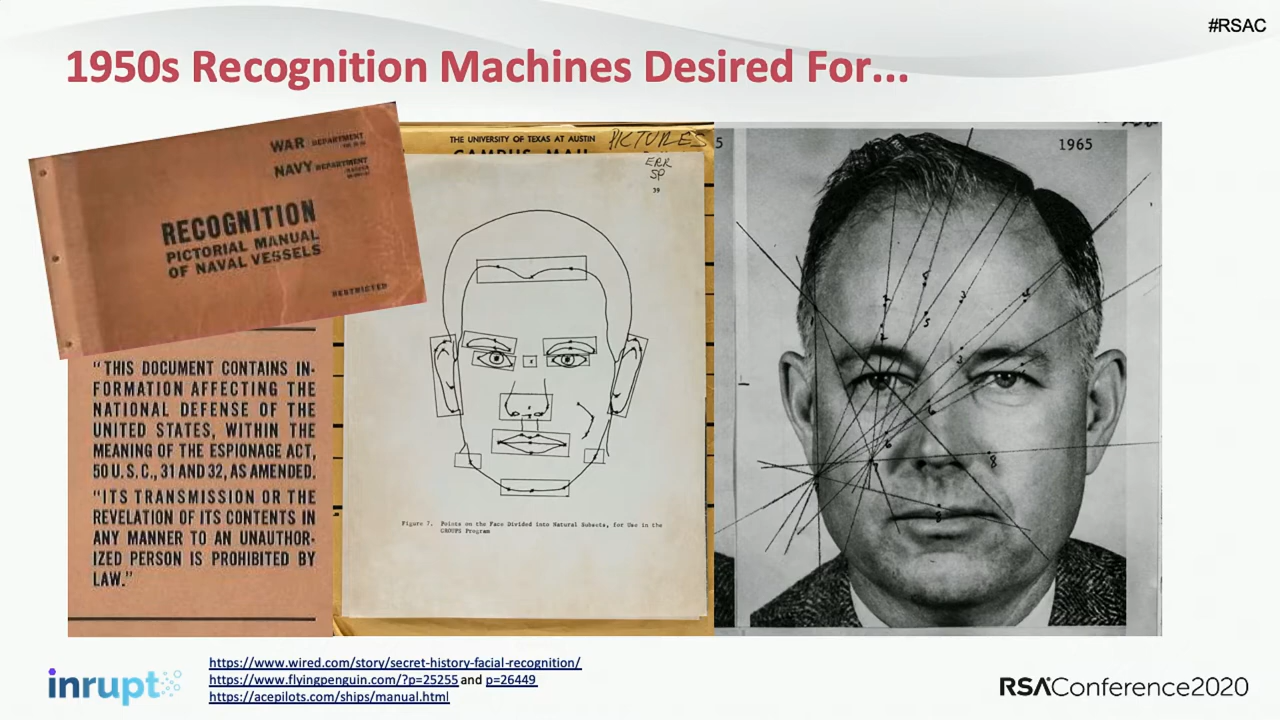 #RSAC
1950s Recognition Machines Desired For...
WAR DEPARTMENT
NAVY DEPARTMENT
RECOGNITION
PICTORIAL MANUAL
OF NAVAL VESSELS
RESTRICTED
"THIS DOCUMENT CONTAINS IN-
FORMATION AFFECTING THE
NATIONAL DEFENSE OF THE
UNITED STATES, WITHIN THE
MEANING OF THE ESPIONAGE ACT,
50 U.S.C., 31 AND 32, AS AMENDED.
"ITS TRANSMISSION OR THE
REVELATION OF ITS CONTENTS IN
ANY MANNER TO AN UNAUTHOR-
IZED PERSON IS PROHIBITED BY
LAW."
THE UNIVERSITY OF TEXAS AT AUSTIN
CAMPUS MAIL
PICTURES
ERR
SP
39
Figure 7. Points on the Face Divided into Natural Subsets, for Use in the
GROUPS Program
5
1965
inrupt
https://www.wired.com/story/secret-history-facial-recognition/
https://www.flyingpenguin.com/?p=25255 and p=26449
https://acepilots.com/ships/manual.html
RSAConference2020